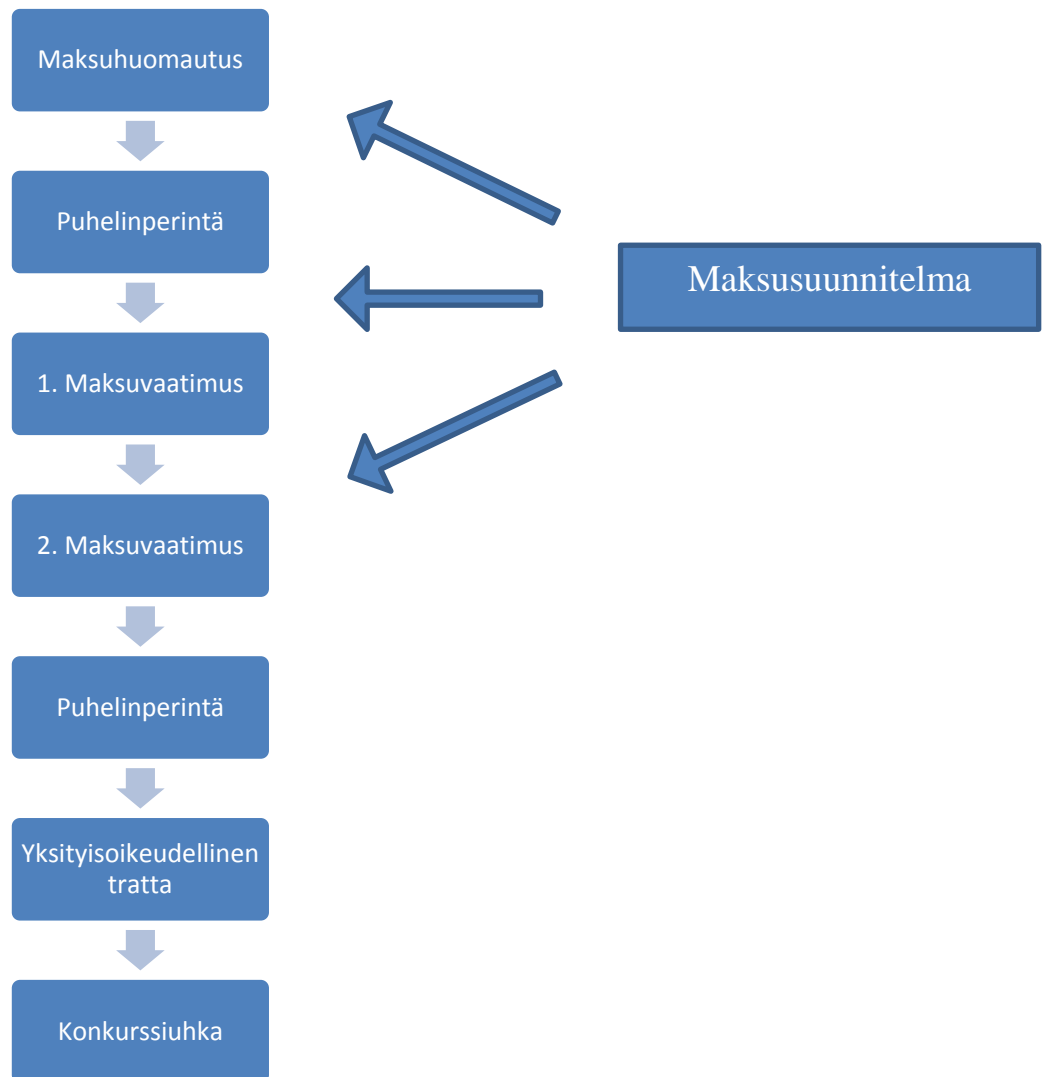 Maksuhuomautus
Puhelinperintä
1. Maksuvaatimus
2. Maksuvaatimus
Puhelinperintä
Yksityisoikeudellinen
tratta
Konkurssiuhka
Maksusuunnitelma